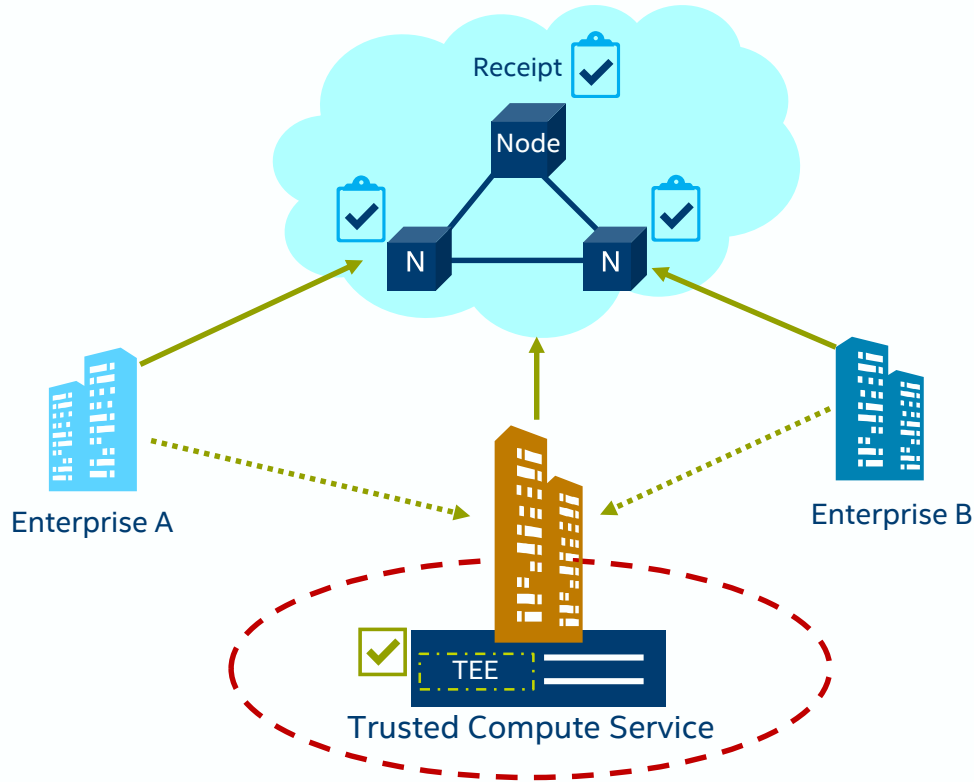 Receipt
Node
N
N
Enterprise A
Enterprise B
TEE
Trusted Compute Service